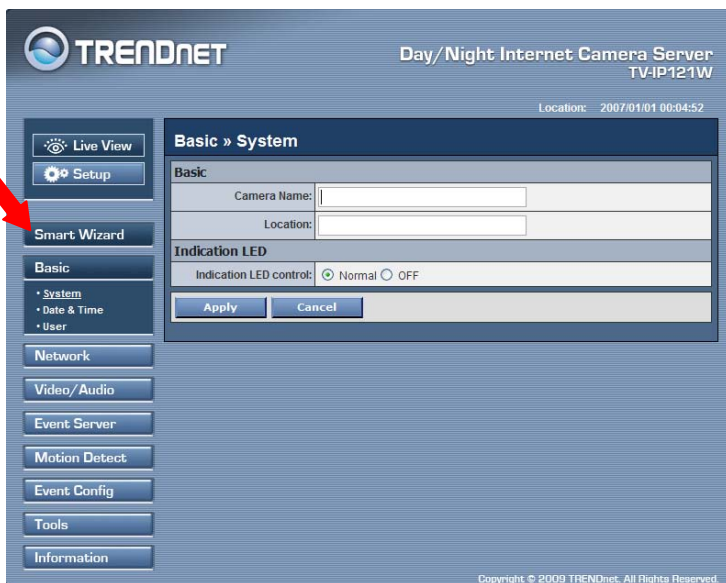 TRENDNET
Day/Night Internet Camera Server
TV-IP121W
Location: 2007/01/01 00:04:52
Live View
Setup
Smart Wizard
Basic
• System
• Date & Time
• User
Network
Video/Audio
Event Server
Motion Detect
Event Config
Tools
Information
Basic » System
Basic
Camera Name:
Location:
Indication LED
Indication LED control: Normal OFF
Apply Cancel
Copyright © 2009 TRENDnet. All Rights Reserved.